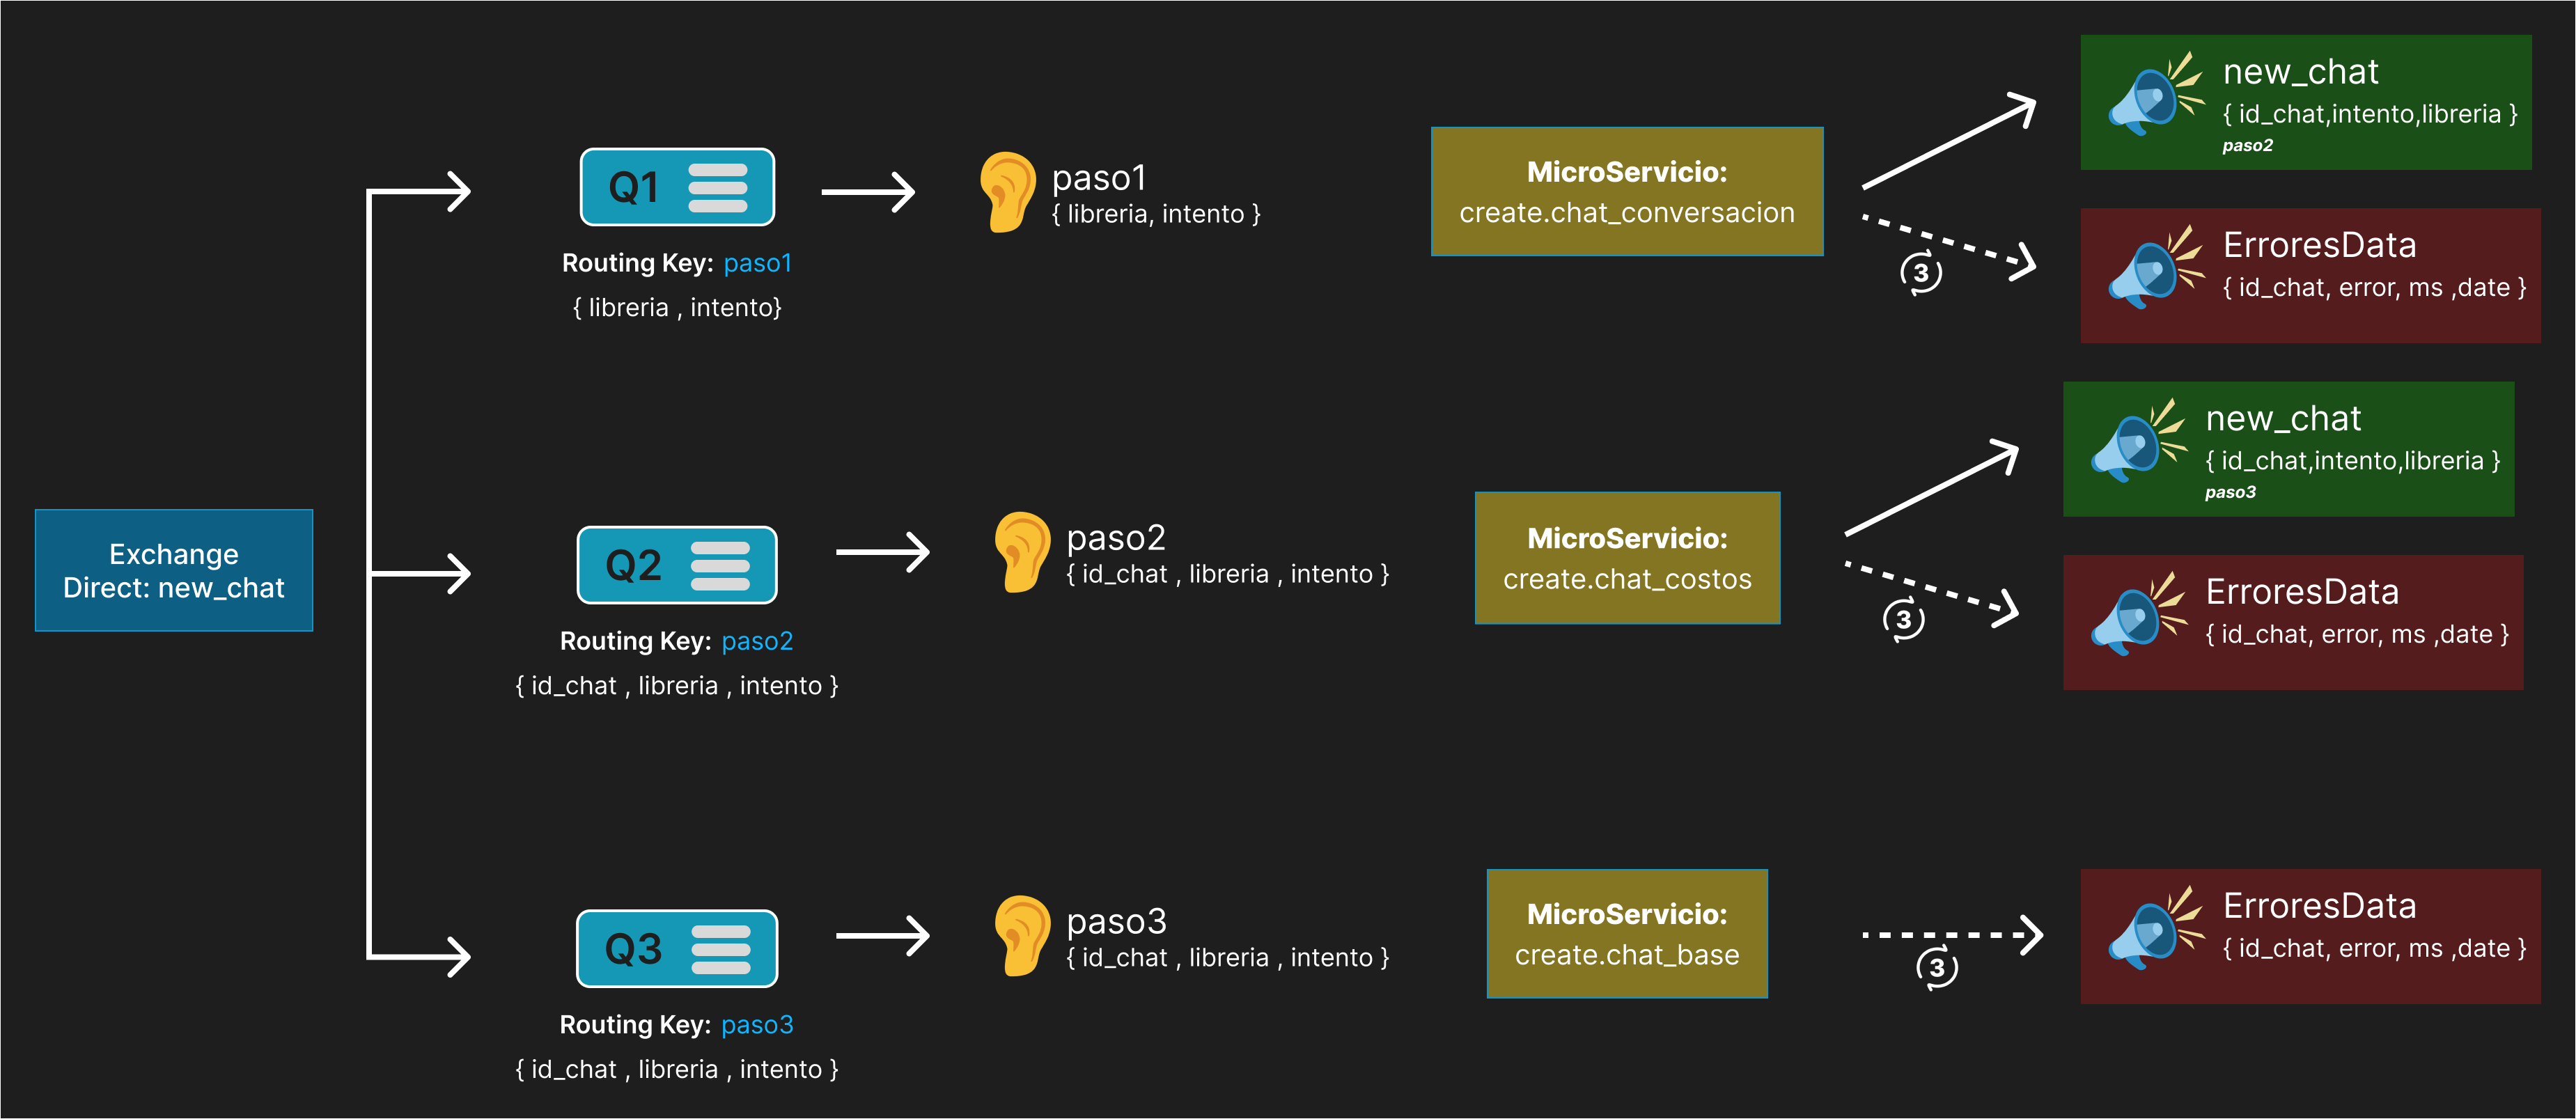 Exchange
Direct: new_chat
Q1
Routing Key: paso1
{ libreria , intento}
paso1
{ libreria, intento }
MicroServicio:
create.chat_conversacion
3
new_chat
{ id_chat,intento,libreria }
paso2
ErroresData
{ id_chat, error, ms ,date }
Q2
Routing Key: paso2
{ id_chat , libreria , intento }
paso2
{ id_chat , libreria , intento }
MicroServicio:
create.chat_costos
3
new_chat
{ id_chat,intento,libreria }
paso3
ErroresData
{ id_chat, error, ms ,date }
Q3
Routing Key: paso3
{ id_chat , libreria , intento }
paso3
{ id_chat , libreria , intento }
MicroServicio:
create.chat_base
3
ErroresData
{ id_chat, error, ms ,date }